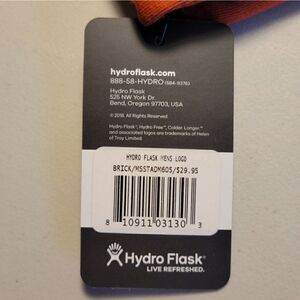 hydroflask.com
888-58-HYDRO (584-9376)
Hydro Flask
525 NW York Dr.
Bend, Oregon 97703, USA
© 2018 All Rights Reserved
Hydro Flask®, Hydro Free™, Colder Longer™
and associated logos are trademarks of Helen
of Troy Limited.
HYDRO FLASK MENS LOGO
BRICK/MSSTADM605/$29.95
8 10911 03130 3
Hydro Flask®
LIVE REFRESHED.